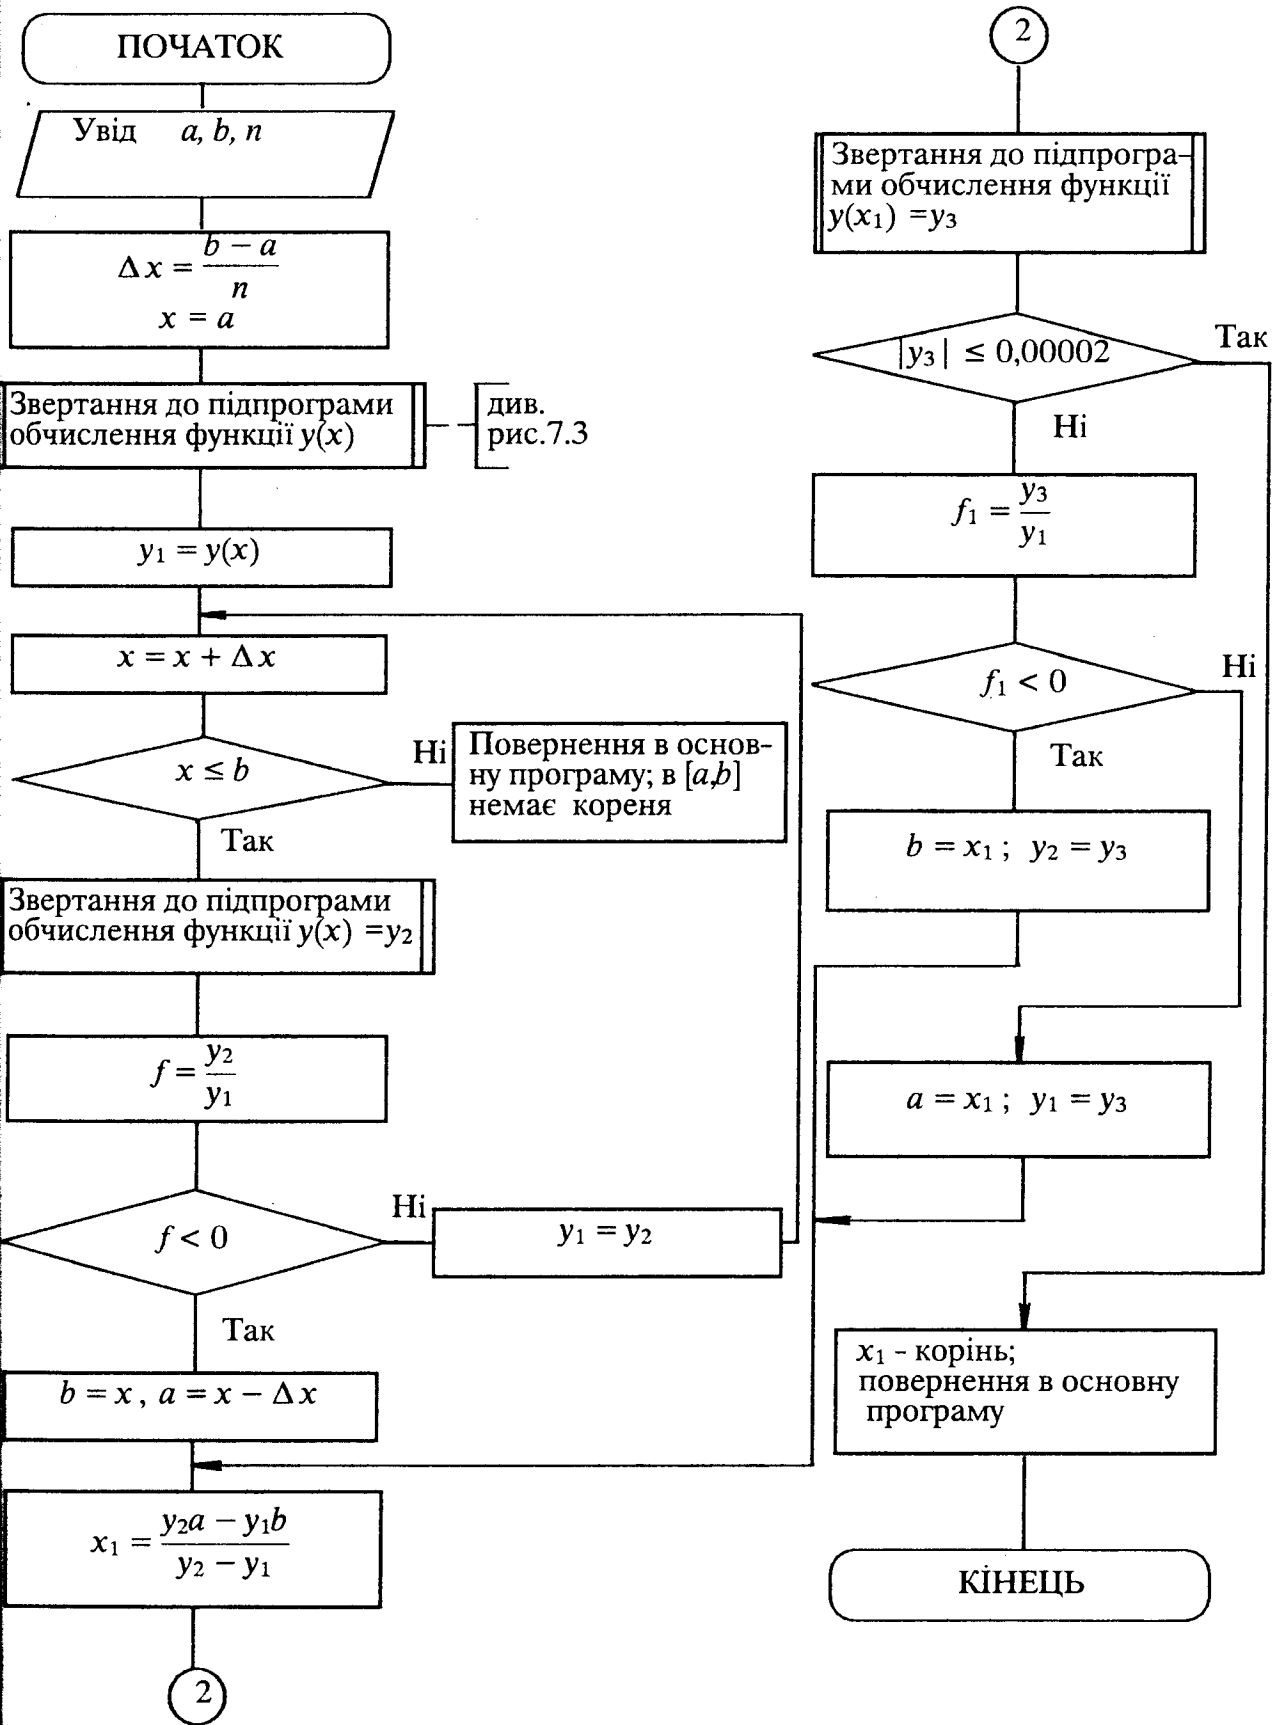 ПОЧАТОК
Увід a, b, n
Δx = (b − a)/n
x = a
Звертання до підпрограми
обчислення функції y(x)
див.
рис.7.3
y₁ = y(x)
x = x + Δx
x ≤ b
Ні
Повернення в основ-
ну програму; в [a,b]
немає кореня
Так
Звертання до підпрограми
обчислення функції y(x) =y₂
f = y₂/y₁
f < 0
Ні
y₁ = y₂
Так
b = x , a = x − Δx
x₁ = (y₂a − y₁b)/(y₂ − y₁)
2
2
Звертання до підпрогра-
ми обчислення функції
y(x₁) =y₃
|y₃| ≤ 0,00002
Так
Ні
f₁ = y₃/y₁
f₁ < 0
Ні
Так
b = x₁ ; y₂ = y₃
a = x₁ ; y₁ = y₃
x₁ - корінь;
повернення в основну
програму
КІНЕЦЬ